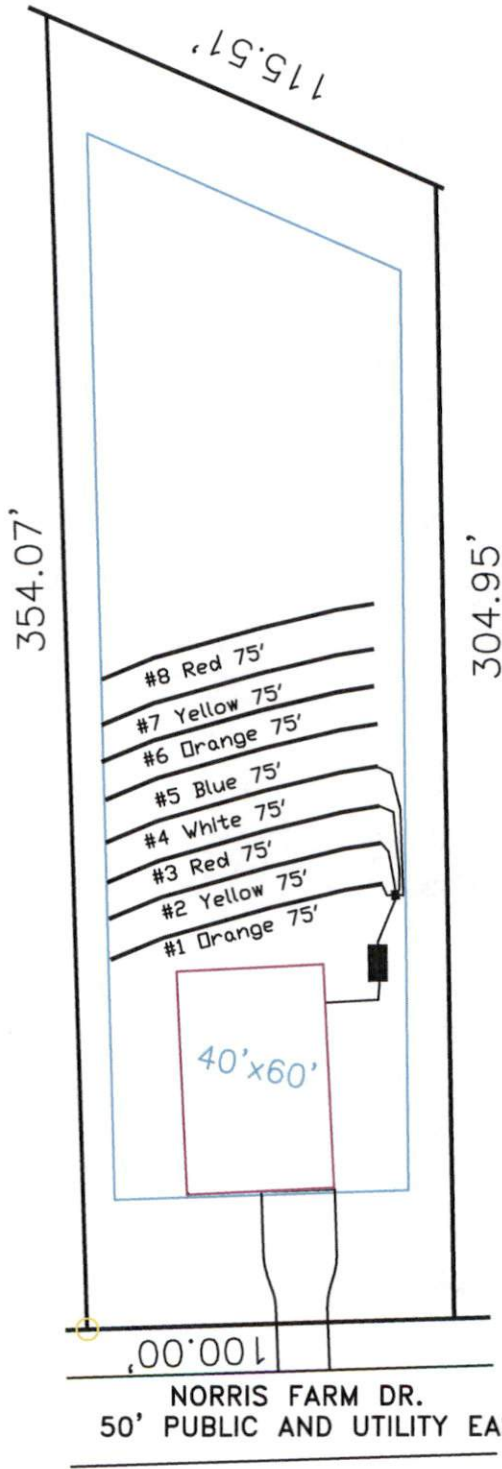 115.51'
354.07'
304.95'
#8 Red 75'
#7 Yellow 75'
#6 Orange 75'
#5 Blue 75'
#4 White 75'
#3 Red 75'
#2 Yellow 75'
#1 Orange 75'
40'x60'
100.00'
NORRIS FARM DR.
50' PUBLIC AND UTILITY EA